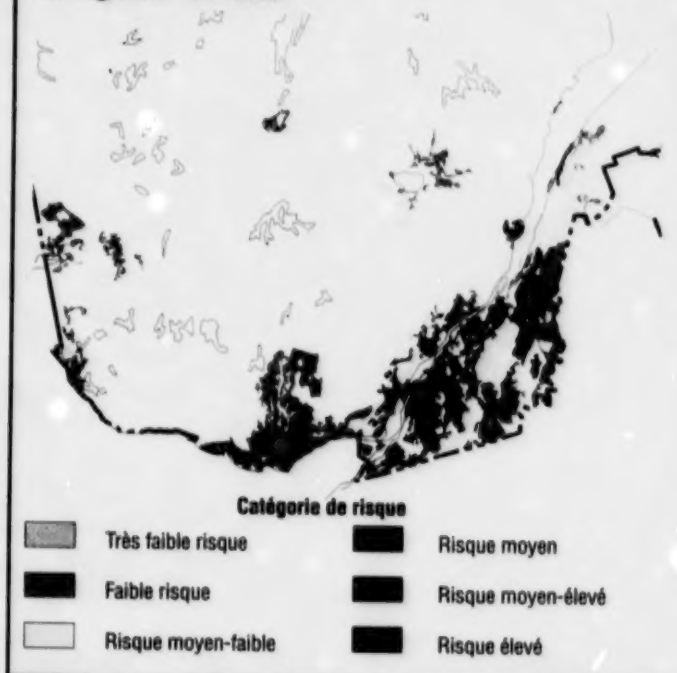 Catégorie de risque
Très faible risque
Risque moyen
Faible risque
Risque moyen-élevé
Risque moyen-faible
Risque élevé